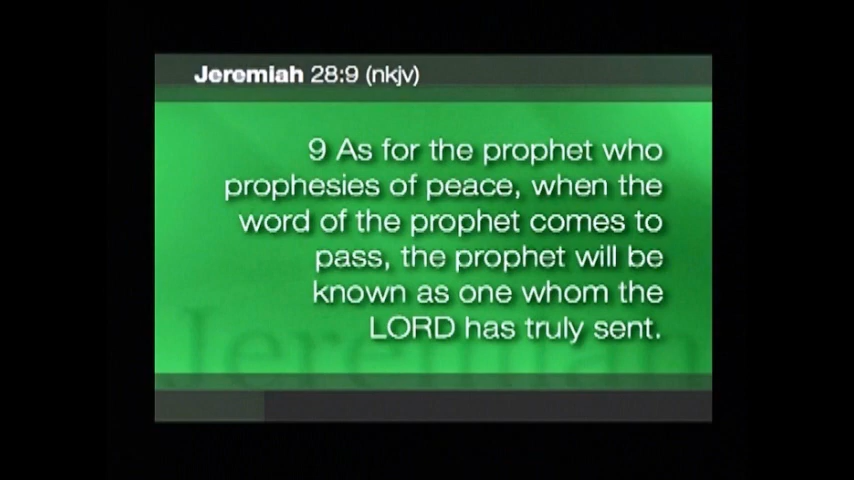 Jeremiah 28:9 (nkjv)
9 As for the prophet who
prophesies of peace, when the
word of the prophet comes to
pass, the prophet will be
known as one whom the
LORD has truly sent.
Jeremiah